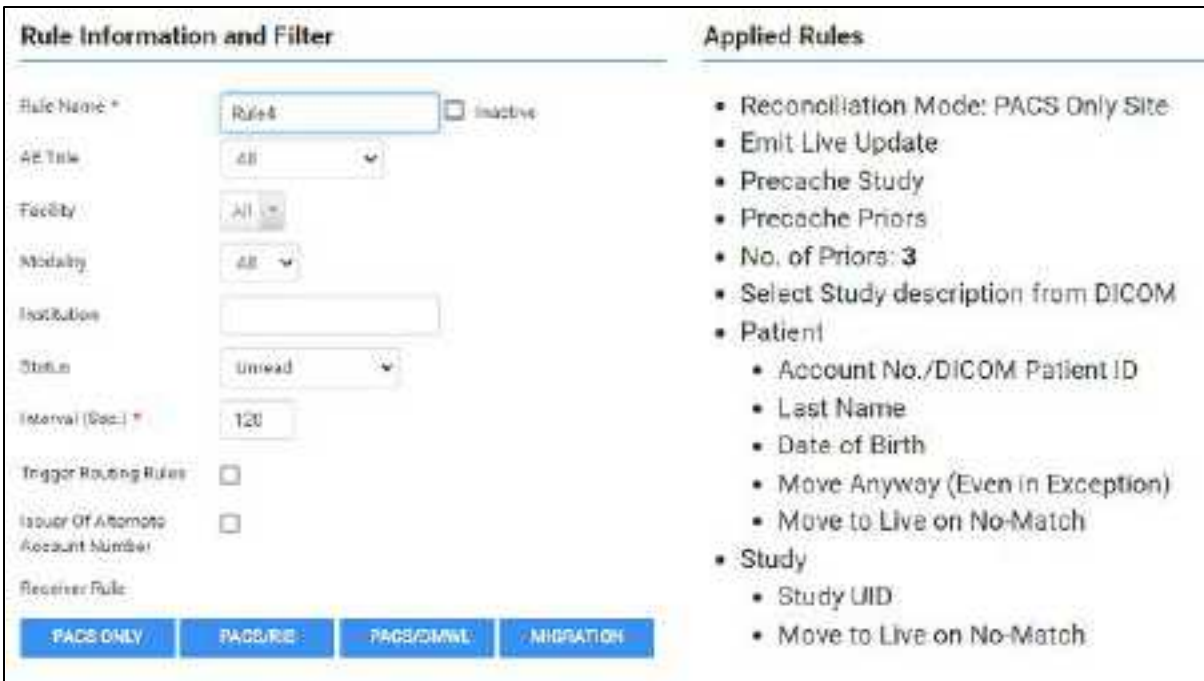 Rule Information and Filter
Rule Name *
Rule4
Inactive
AE Title
All
Facility
All
Modality
All
Institution
Status
Unread
Interval (Sec.) *
120
Trigger Routing Rules
Issuer Of Alternate
Account Number
Receiver Rule
PACS ONLY
PACS/RIS
PACS/DMWL
MIGRATION
Applied Rules
• Reconciliation Mode: PACS Only Site
• Emit Live Update
• Precache Study
• Precache Priors
• No. of Priors: 3
• Select Study description from DICOM
• Patient
• Account No./DICOM Patient ID
• Last Name
• Date of Birth
• Move Anyway (Even in Exception)
• Move to Live on No-Match
• Study
• Study UID
• Move to Live on No-Match